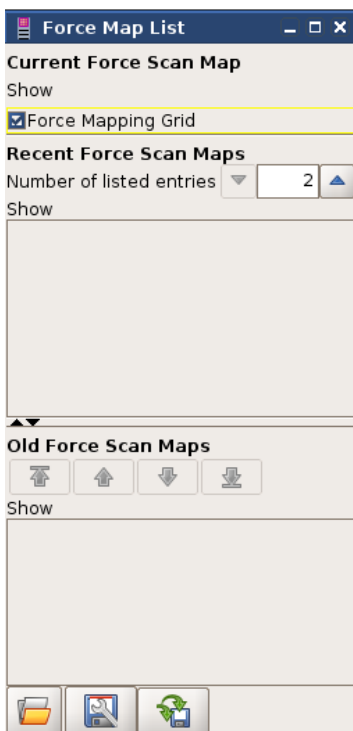 Force Map List
Current Force Scan Map
Show
Force Mapping Grid
Recent Force Scan Maps
Number of listed entries 2
Show
Old Force Scan Maps
Show